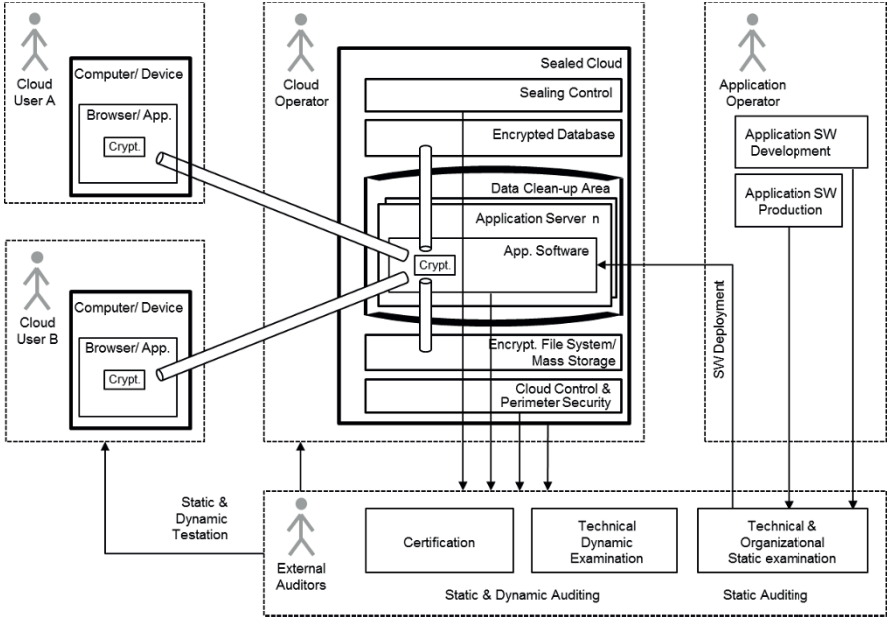 Cloud
User A
Computer/ Device
Browser/ App.
Crypt.
Cloud
User B
Computer/ Device
Browser/ App.
Crypt.
Cloud
Operator
Sealed Cloud
Sealing Control
Encrypted Database
Data Clean-up Area
Application Server n
App. Software
Crypt.
Encrypt. File System/
Mass Storage
Cloud Control &
Perimeter Security
Application
Operator
Application SW
Development
Application SW
Production
SW Deployment
Static &
Dynamic
Testation
External
Auditors
Certification
Technical
Dynamic
Examination
Technical &
Organizational
Static examination
Static & Dynamic Auditing
Static Auditing